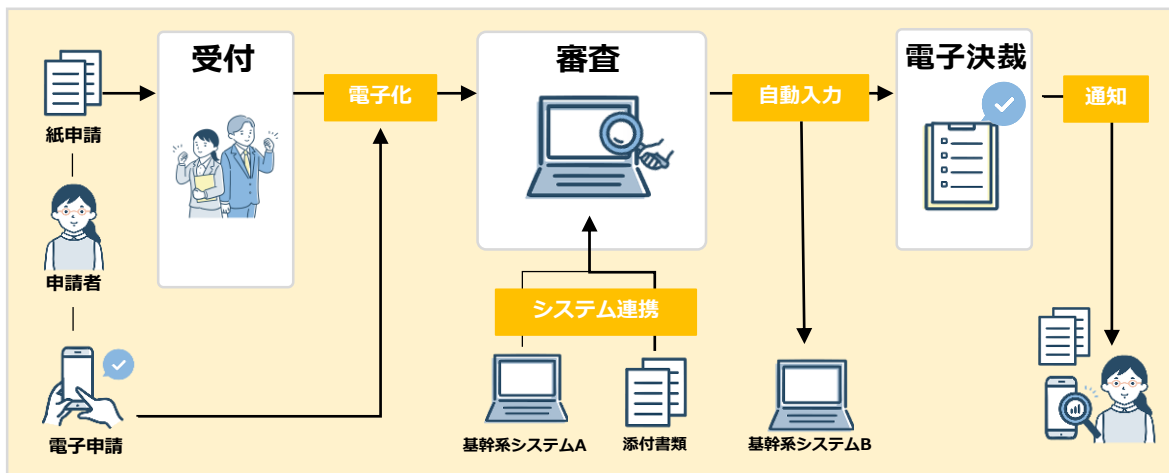 受付
審査
電子決裁
電子化
自動入力
通知
紙申請
申請者
システム連携
電子申請
基幹系システムA
添付書類
基幹系システムB